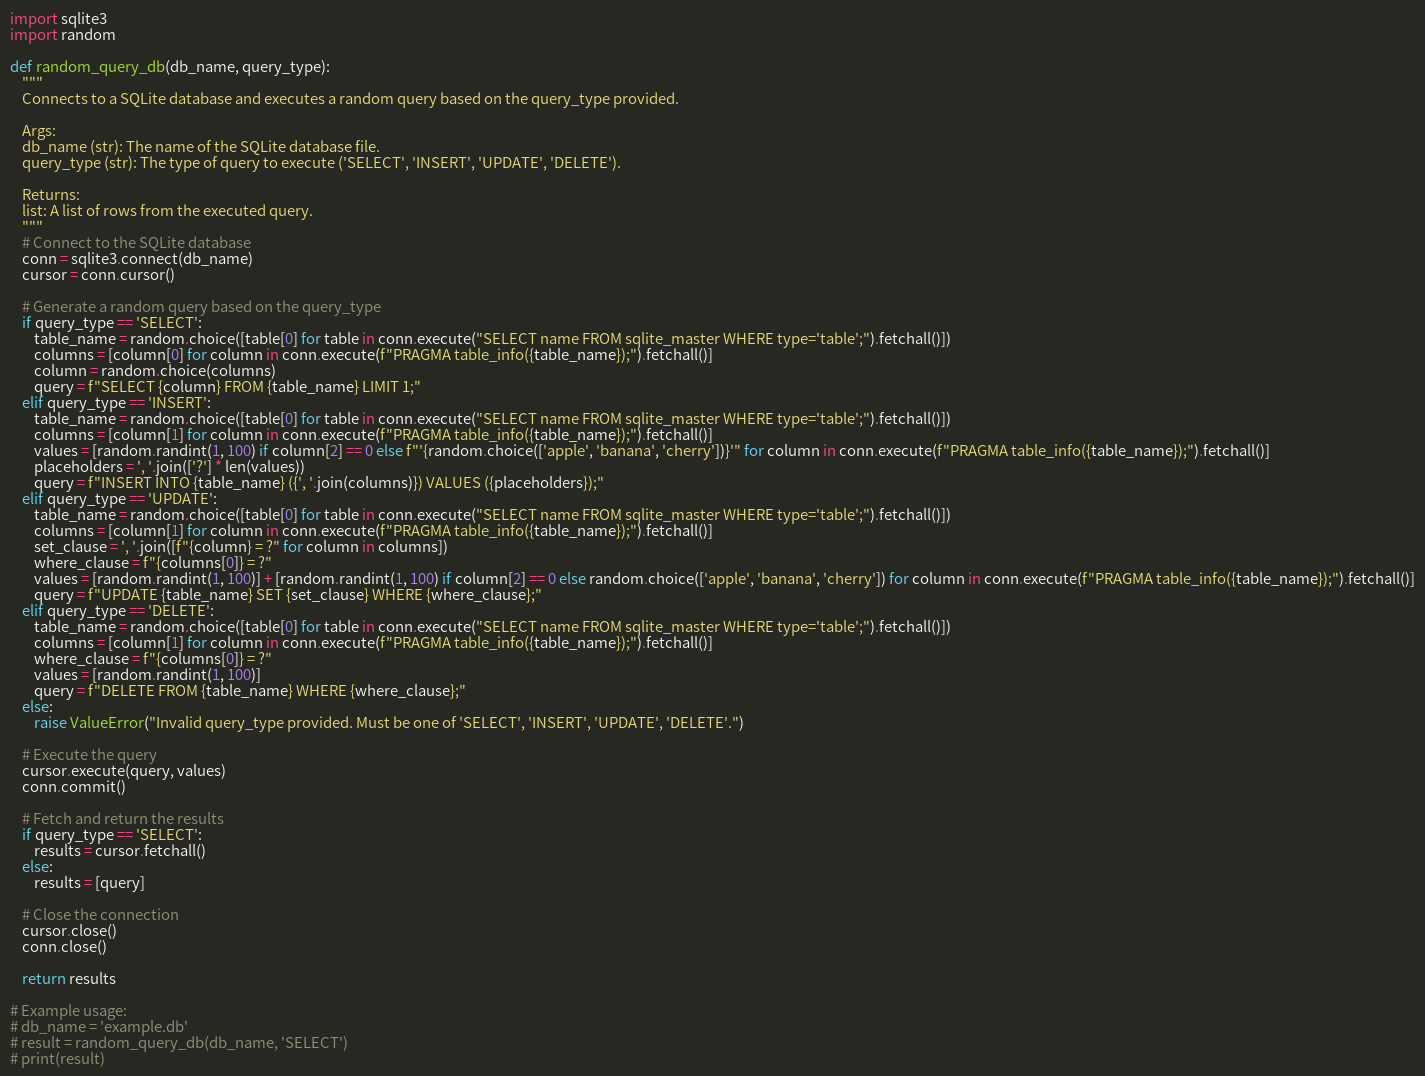 import sqlite3
import random

def random_query_db(db_name, query_type):
    """
    Connects to a SQLite database and executes a random query based on the query_type provided.

    Args:
    db_name (str): The name of the SQLite database file.
    query_type (str): The type of query to execute ('SELECT', 'INSERT', 'UPDATE', 'DELETE').

    Returns:
    list: A list of rows from the executed query.
    """
    # Connect to the SQLite database
    conn = sqlite3.connect(db_name)
    cursor = conn.cursor()

    # Generate a random query based on the query_type
    if query_type == 'SELECT':
        table_name = random.choice([table[0] for table in conn.execute("SELECT name FROM sqlite_master WHERE type='table';").fetchall()])
        columns = [column[0] for column in conn.execute(f"PRAGMA table_info({table_name});").fetchall()]
        column = random.choice(columns)
        query = f"SELECT {column} FROM {table_name} LIMIT 1;"
    elif query_type == 'INSERT':
        table_name = random.choice([table[0] for table in conn.execute("SELECT name FROM sqlite_master WHERE type='table';").fetchall()])
        columns = [column[1] for column in conn.execute(f"PRAGMA table_info({table_name});").fetchall()]
        values = [random.randint(1, 100) if column[2] == 0 else f"'{random.choice(['apple', 'banana', 'cherry'])}'" for column in conn.execute(f"PRAGMA table_info({table_name});").fetchall()]
        placeholders = ', '.join(['?'] * len(values))
        query = f"INSERT INTO {table_name} ({', '.join(columns)}) VALUES ({placeholders});"
    elif query_type == 'UPDATE':
        table_name = random.choice([table[0] for table in conn.execute("SELECT name FROM sqlite_master WHERE type='table';").fetchall()])
        columns = [column[1] for column in conn.execute(f"PRAGMA table_info({table_name});").fetchall()]
        set_clause = ', '.join([f"{column} = ?" for column in columns])
        where_clause = f"{columns[0]} = ?"
        values = [random.randint(1, 100)] + [random.randint(1, 100) if column[2] == 0 else random.choice(['apple', 'banana', 'cherry']) for column in conn.execute(f"PRAGMA table_info({table_name});").fetchall()]
        query = f"UPDATE {table_name} SET {set_clause} WHERE {where_clause};"
    elif query_type == 'DELETE':
        table_name = random.choice([table[0] for table in conn.execute("SELECT name FROM sqlite_master WHERE type='table';").fetchall()])
        columns = [column[1] for column in conn.execute(f"PRAGMA table_info({table_name});").fetchall()]
        where_clause = f"{columns[0]} = ?"
        values = [random.randint(1, 100)]
        query = f"DELETE FROM {table_name} WHERE {where_clause};"
    else:
        raise ValueError("Invalid query_type provided. Must be one of 'SELECT', 'INSERT', 'UPDATE', 'DELETE'.")

    # Execute the query
    cursor.execute(query, values)
    conn.commit()

    # Fetch and return the results
    if query_type == 'SELECT':
        results = cursor.fetchall()
    else:
        results = [query]

    # Close the connection
    cursor.close()
    conn.close()

    return results

# Example usage:
# db_name = 'example.db'
# result = random_query_db(db_name, 'SELECT')
# print(result)